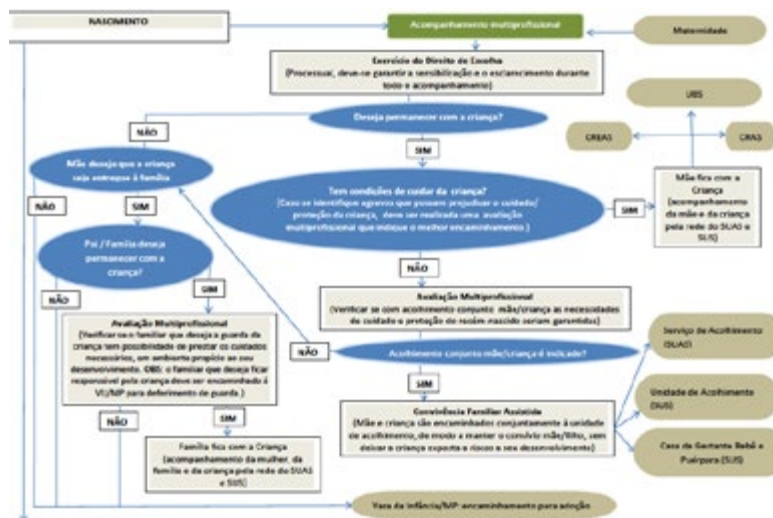 NASCIMENTO
Acompanhamento multiprofissional
Maternidade
Exercício do Direito de Escolha
(Processual, deve-se garantir a sensibilização e o esclarecimento durante
todo o acompanhamento)
UBS
Deseja permanecer com a criança?
NÃO
CREAS
CRAS
SIM
Mãe deseja que a criança
seja entregue à família
Tem condições de cuidar da criança?
(Caso se identifique agravos que possam prejudicar o cuidado/
proteção da criança, deve ser realizada uma avaliação
multiprofissional que indique o melhor encaminhamento.)
Mãe fica com a
Criança
(acompanhamento
da mãe e da criança
pela rede do SUAS e
SUS)
NÃO
SIM
SIM
Pai / Família deseja
permanecer com a
criança?
NÃO
SIM
NÃO
Avaliação Multiprofissional
(Verificar se com acolhimento conjunto mãe/criança as necessidades
de cuidado e proteção do recém nascido seriam garantidas)
Avaliação Multiprofissional
(Verificar se o familiar que deseja a guarda da
criança tem possibilidade de prestar os cuidados
necessários, em ambiente propício ao seu
desenvolvimento. OBS: o familiar que deseja ficar
responsável pela criança deve ser encaminhado à
VIJ/MP para deferimento de guarda.)
Serviço de Acolhimento
(SUAS)
NÃO
Acolhimento conjunto mãe/criança é indicado?
SIM
Unidade de Acolhimento
(SUS)
Convivência Familiar Assistida
(Mãe e criança são encaminhados conjuntamente à unidade
de acolhimento, de modo a manter o convívio mãe/filho, sem
deixar a criança exposta a risco a seu desenvolvimento)
SIM
Família fica com a Criança
(acompanhamento da mulher, da
família e da criança pela rede do SUAS
e SUS)
Casa da Gestante Bebê e
Puérpera (SUS)
Vara da Infância/MP: encaminhamento para adoção